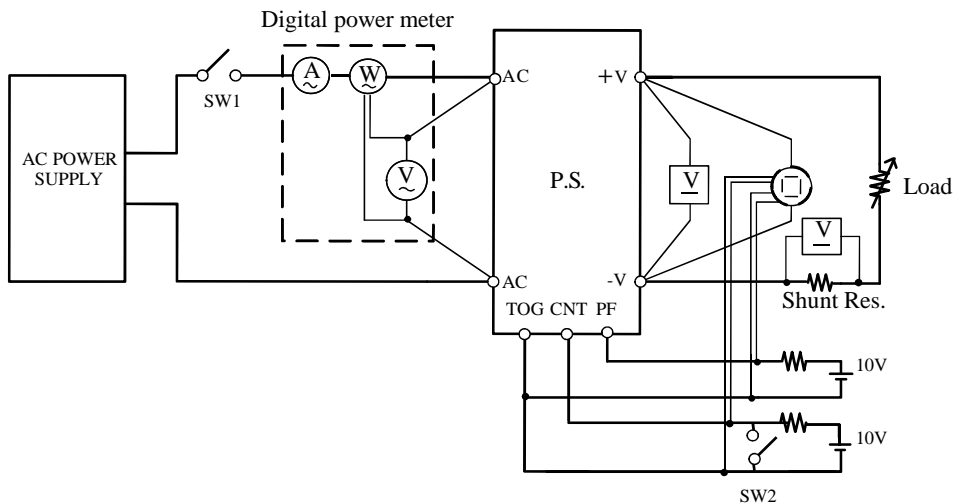 Digital power meter
SW1
A
W
V
AC POWER
SUPPLY
AC
AC
+V
-V
P.S.
TOG CNT PF
V
V
Load
Shunt Res.
10V
10V
SW2